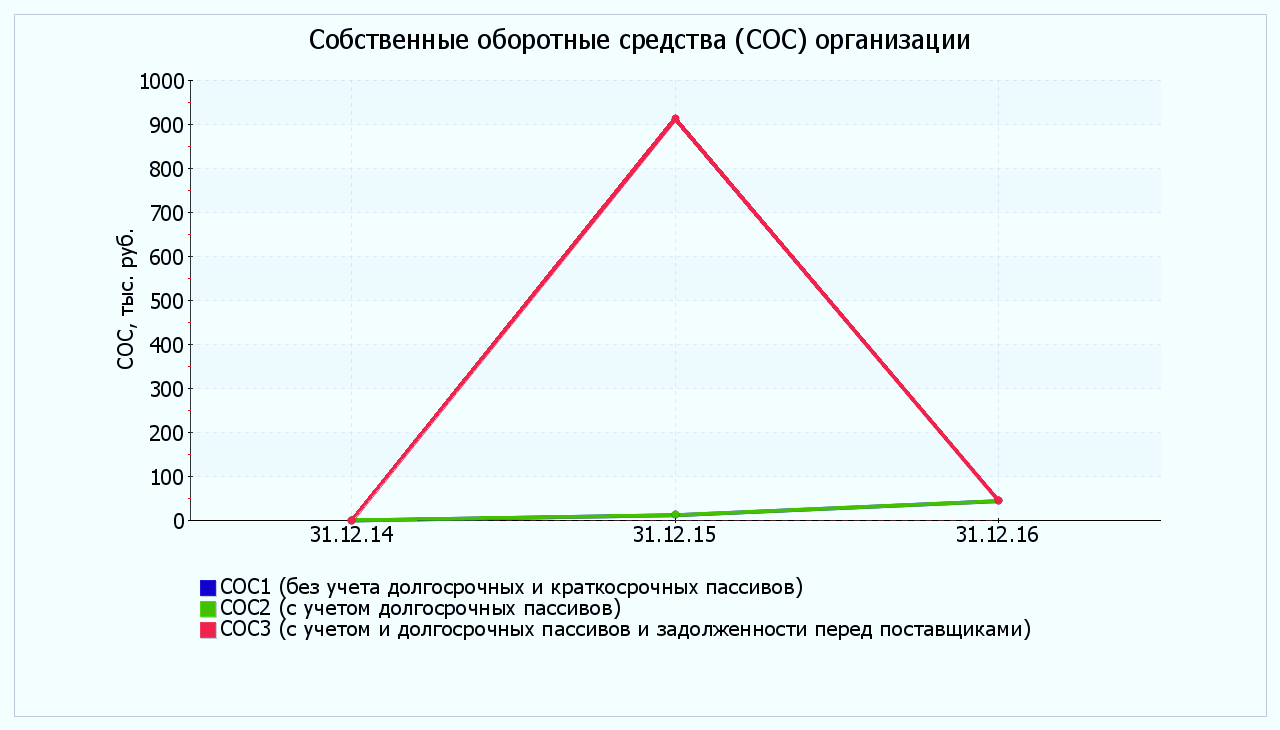 Собственные оборотные средства (СОС) организации
СОС, тыс. руб.
1000
900
800
700
600
500
400
300
200
100
0
31.12.14 31.12.15 31.12.16
СОС1 (без учета долгосрочных и краткосрочных пассивов)
СОС2 (с учетом долгосрочных пассивов)
СОС3 (с учетом и долгосрочных пассивов и задолженности перед поставщиками)